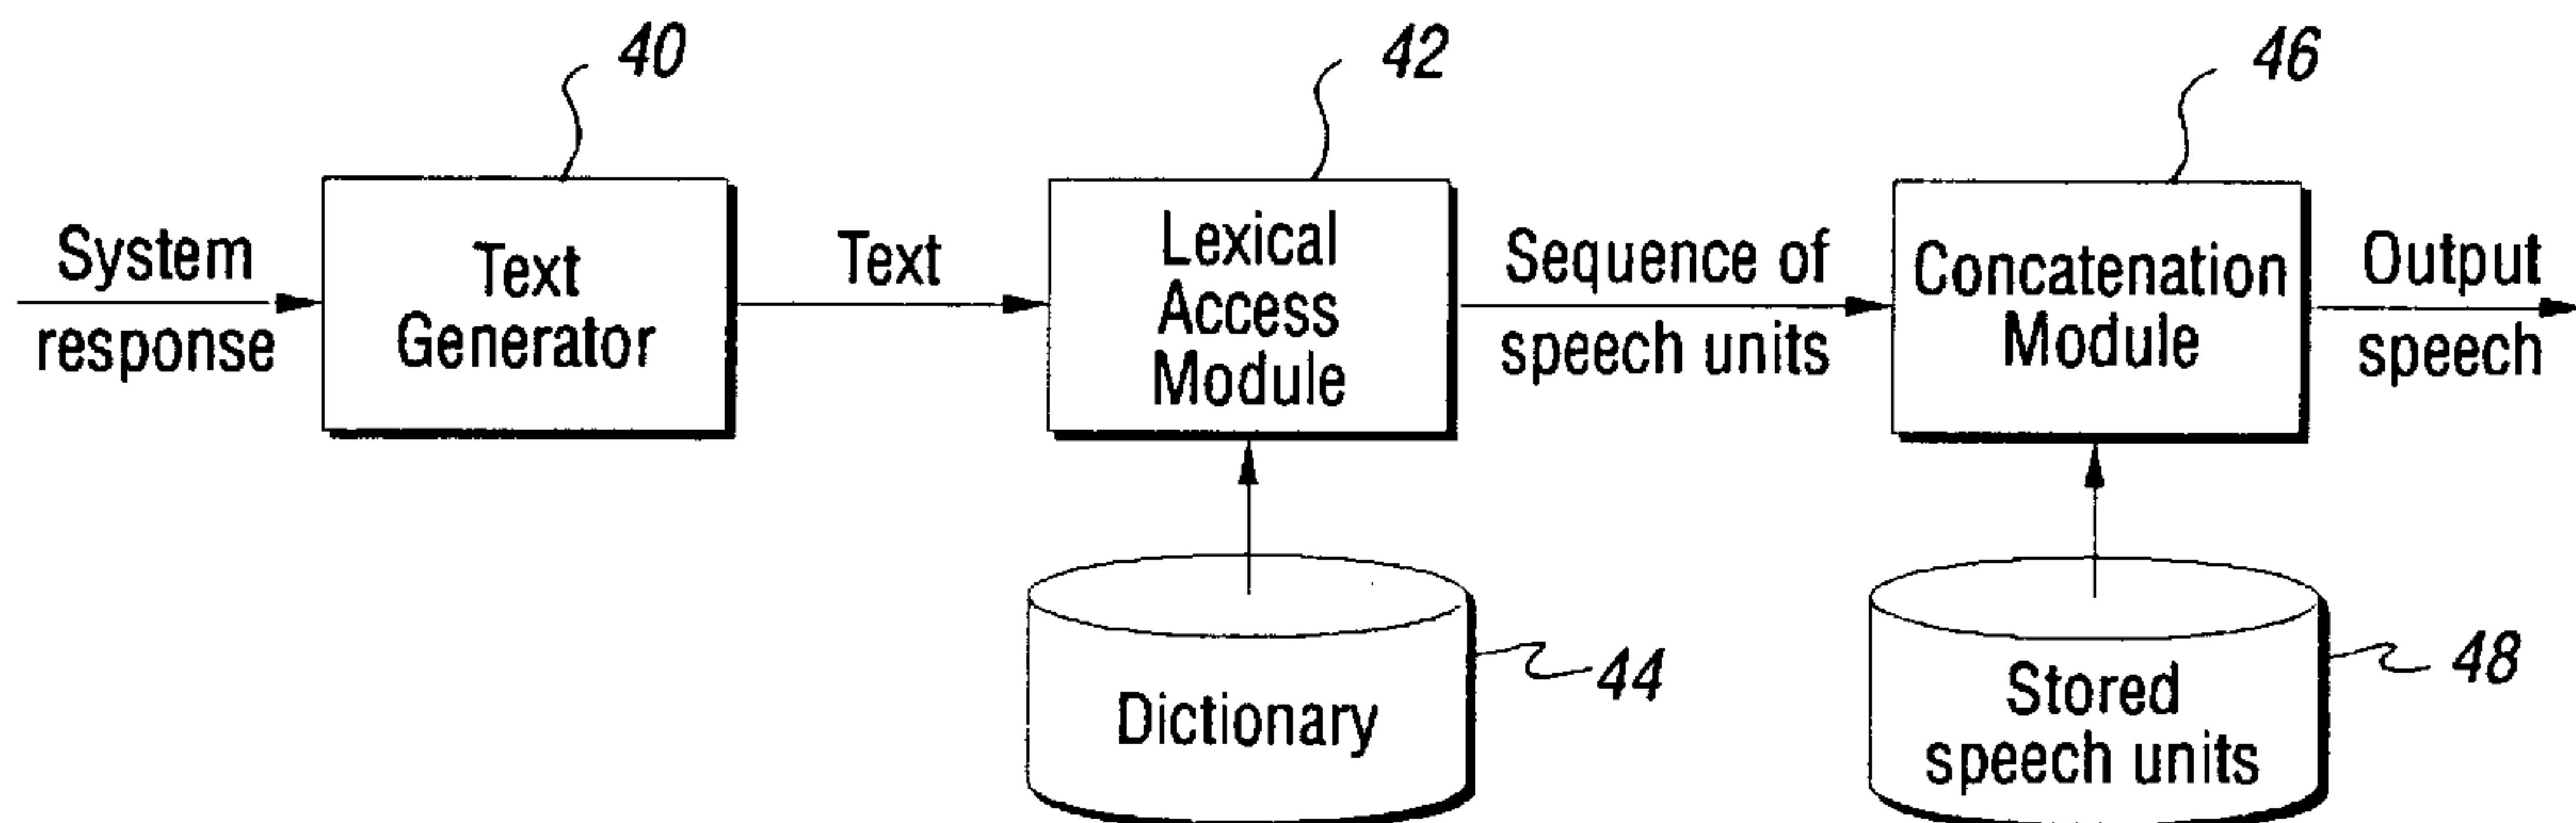 40
42
46
System
response
Text
Generator
Text
Lexical
Access
Module
Sequence of
speech units
Concatenation
Module
Output
speech
Dictionary
44
Stored
speech units
48